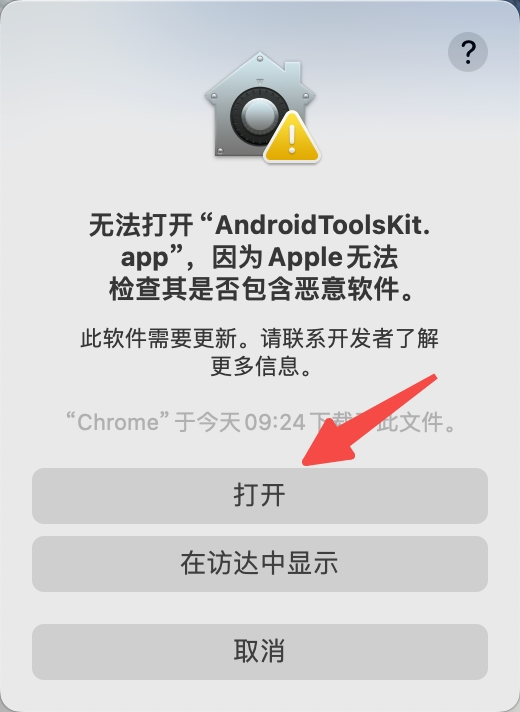 ?
无法打开“AndroidToolsKit.
app”，因为Apple无法
检查其是否包含恶意软件。
此软件需要更新。请联系开发者了解
更多信息。
“Chrome”于今天09:24下载 此文件。
打开
在访达中显示
取消